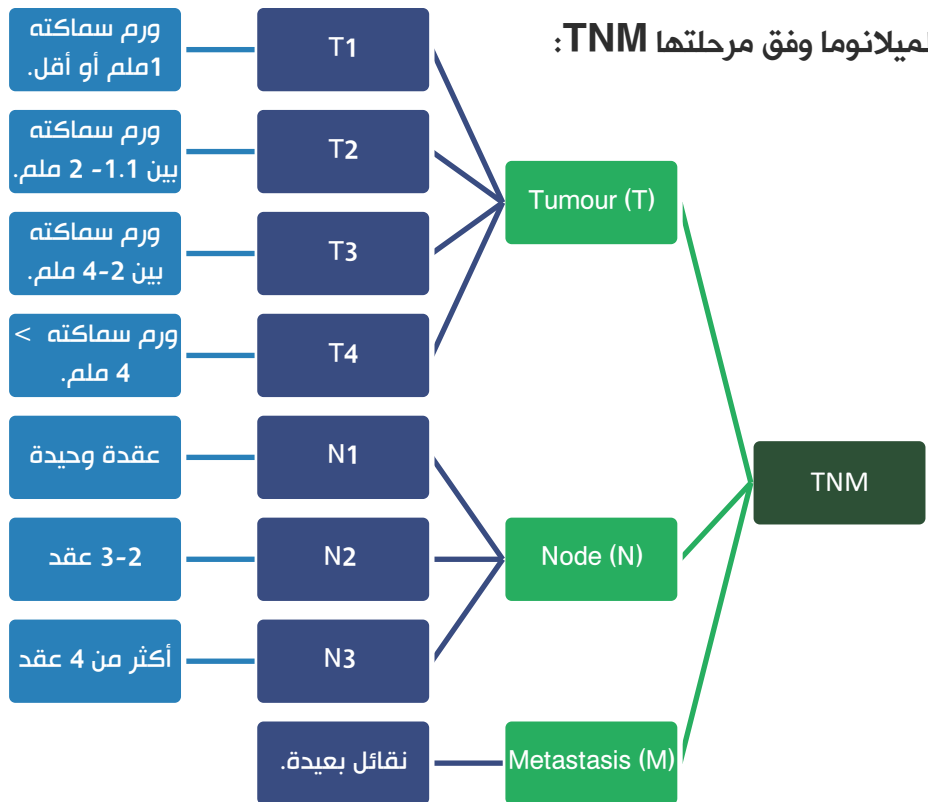 لميلانوما وفق مرحلتها TNM:
TNM
Tumour (T)
T1
ورم سماكته
1ملم أو أقل.
T2
ورم سماكته
بين 1.1- 2 ملم.
T3
ورم سماكته
بين 2-4 ملم.
T4
ورم سماكته >
4 ملم.
Node (N)
N1
عقدة وحيدة
N2
2-3 عقد
N3
أكثر من 4 عقد
Metastasis (M)
نقائل بعيدة.